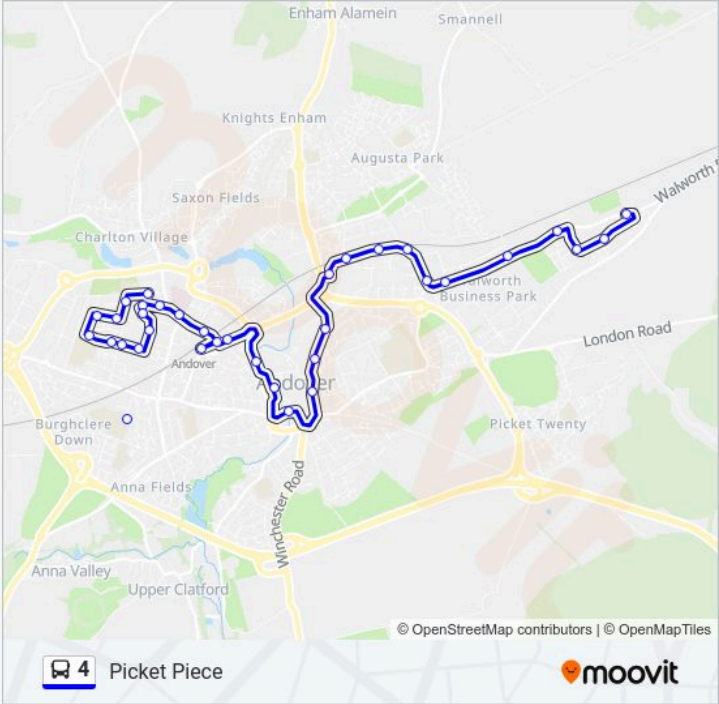 Enham Alamein
Smannell
Knights Enham
Augusta Park
Saxon Fields
Walworth
Charlton Village
Walworth
Business Park
London Road
Andover
Andover
Burghclere
Down
Picket Twenty
Anna Fields
Winchester Road
Anna Valley
Upper Clatford
© OpenStreetMap contributors | © OpenMapTiles
4 Picket Piece
moovit